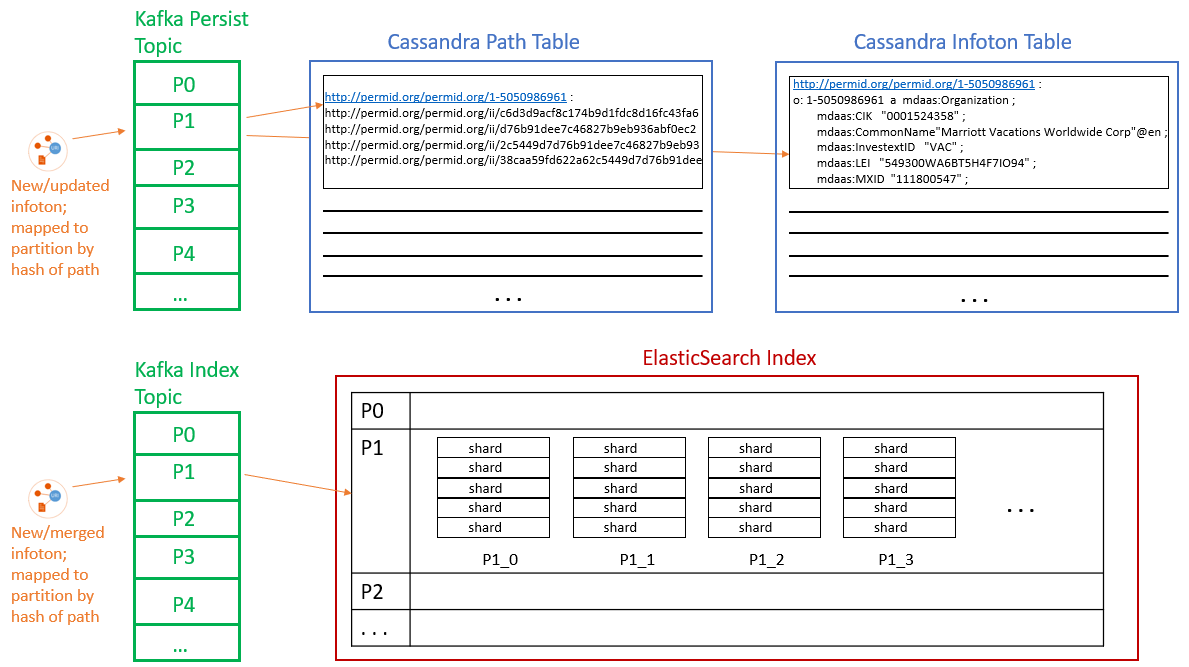 Kafka Persist
Topic
P0
P1
P2
P3
P4
...
New/updated
infoton;
mapped to
partition by
hash of path
Cassandra Path Table
http://permid.org/permid.org/1-5050986961 :
http://permid.org/permid.org/ii/c6d3d9acf8c174b9d1fdc8d16fc43fa6
http://permid.org/permid.org/ii/d76b91dee7c46827b9eb936abf0ec2
http://permid.org/permid.org/ii/2c5449d7d76b91dee7c46827b9eb93
http://permid.org/permid.org/ii/38caa59fd622a62c5449d7d76b91dee
...
Cassandra Infoton Table
http://permid.org/permid.org/1-5050986961 :
o: 1-5050986961 a mdaas:Organization ;
mdaas:CIK "0001524358" ;
mdaas:CommonName"Marriott Vacations Worldwide Corp"@en ;
mdaas:InvestextID "VAC" ;
mdaas:LEI "549300WA6BT5H4F7IO94" ;
mdaas:MXID "111800547" ;
...
Kafka Index
Topic
P0
P1
P2
P3
P4
...
New/merged
infoton;
mapped to
partition by
hash of path
ElasticSearch Index
P0
P1
shard shard shard shard
shard shard shard shard
shard shard shard shard
shard shard shard shard
shard shard shard shard
...
P1_0 P1_1 P1_2 P1_3
P2
...